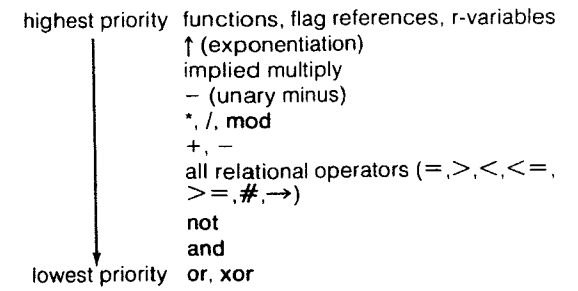 highest priority functions, flag references, r-variables
↑ (exponentiation)
implied multiply
− (unary minus)
*, /, mod
+, −
all relational operators (=,>,<,<=,
>=,#,→)
not
and
lowest priority or, xor